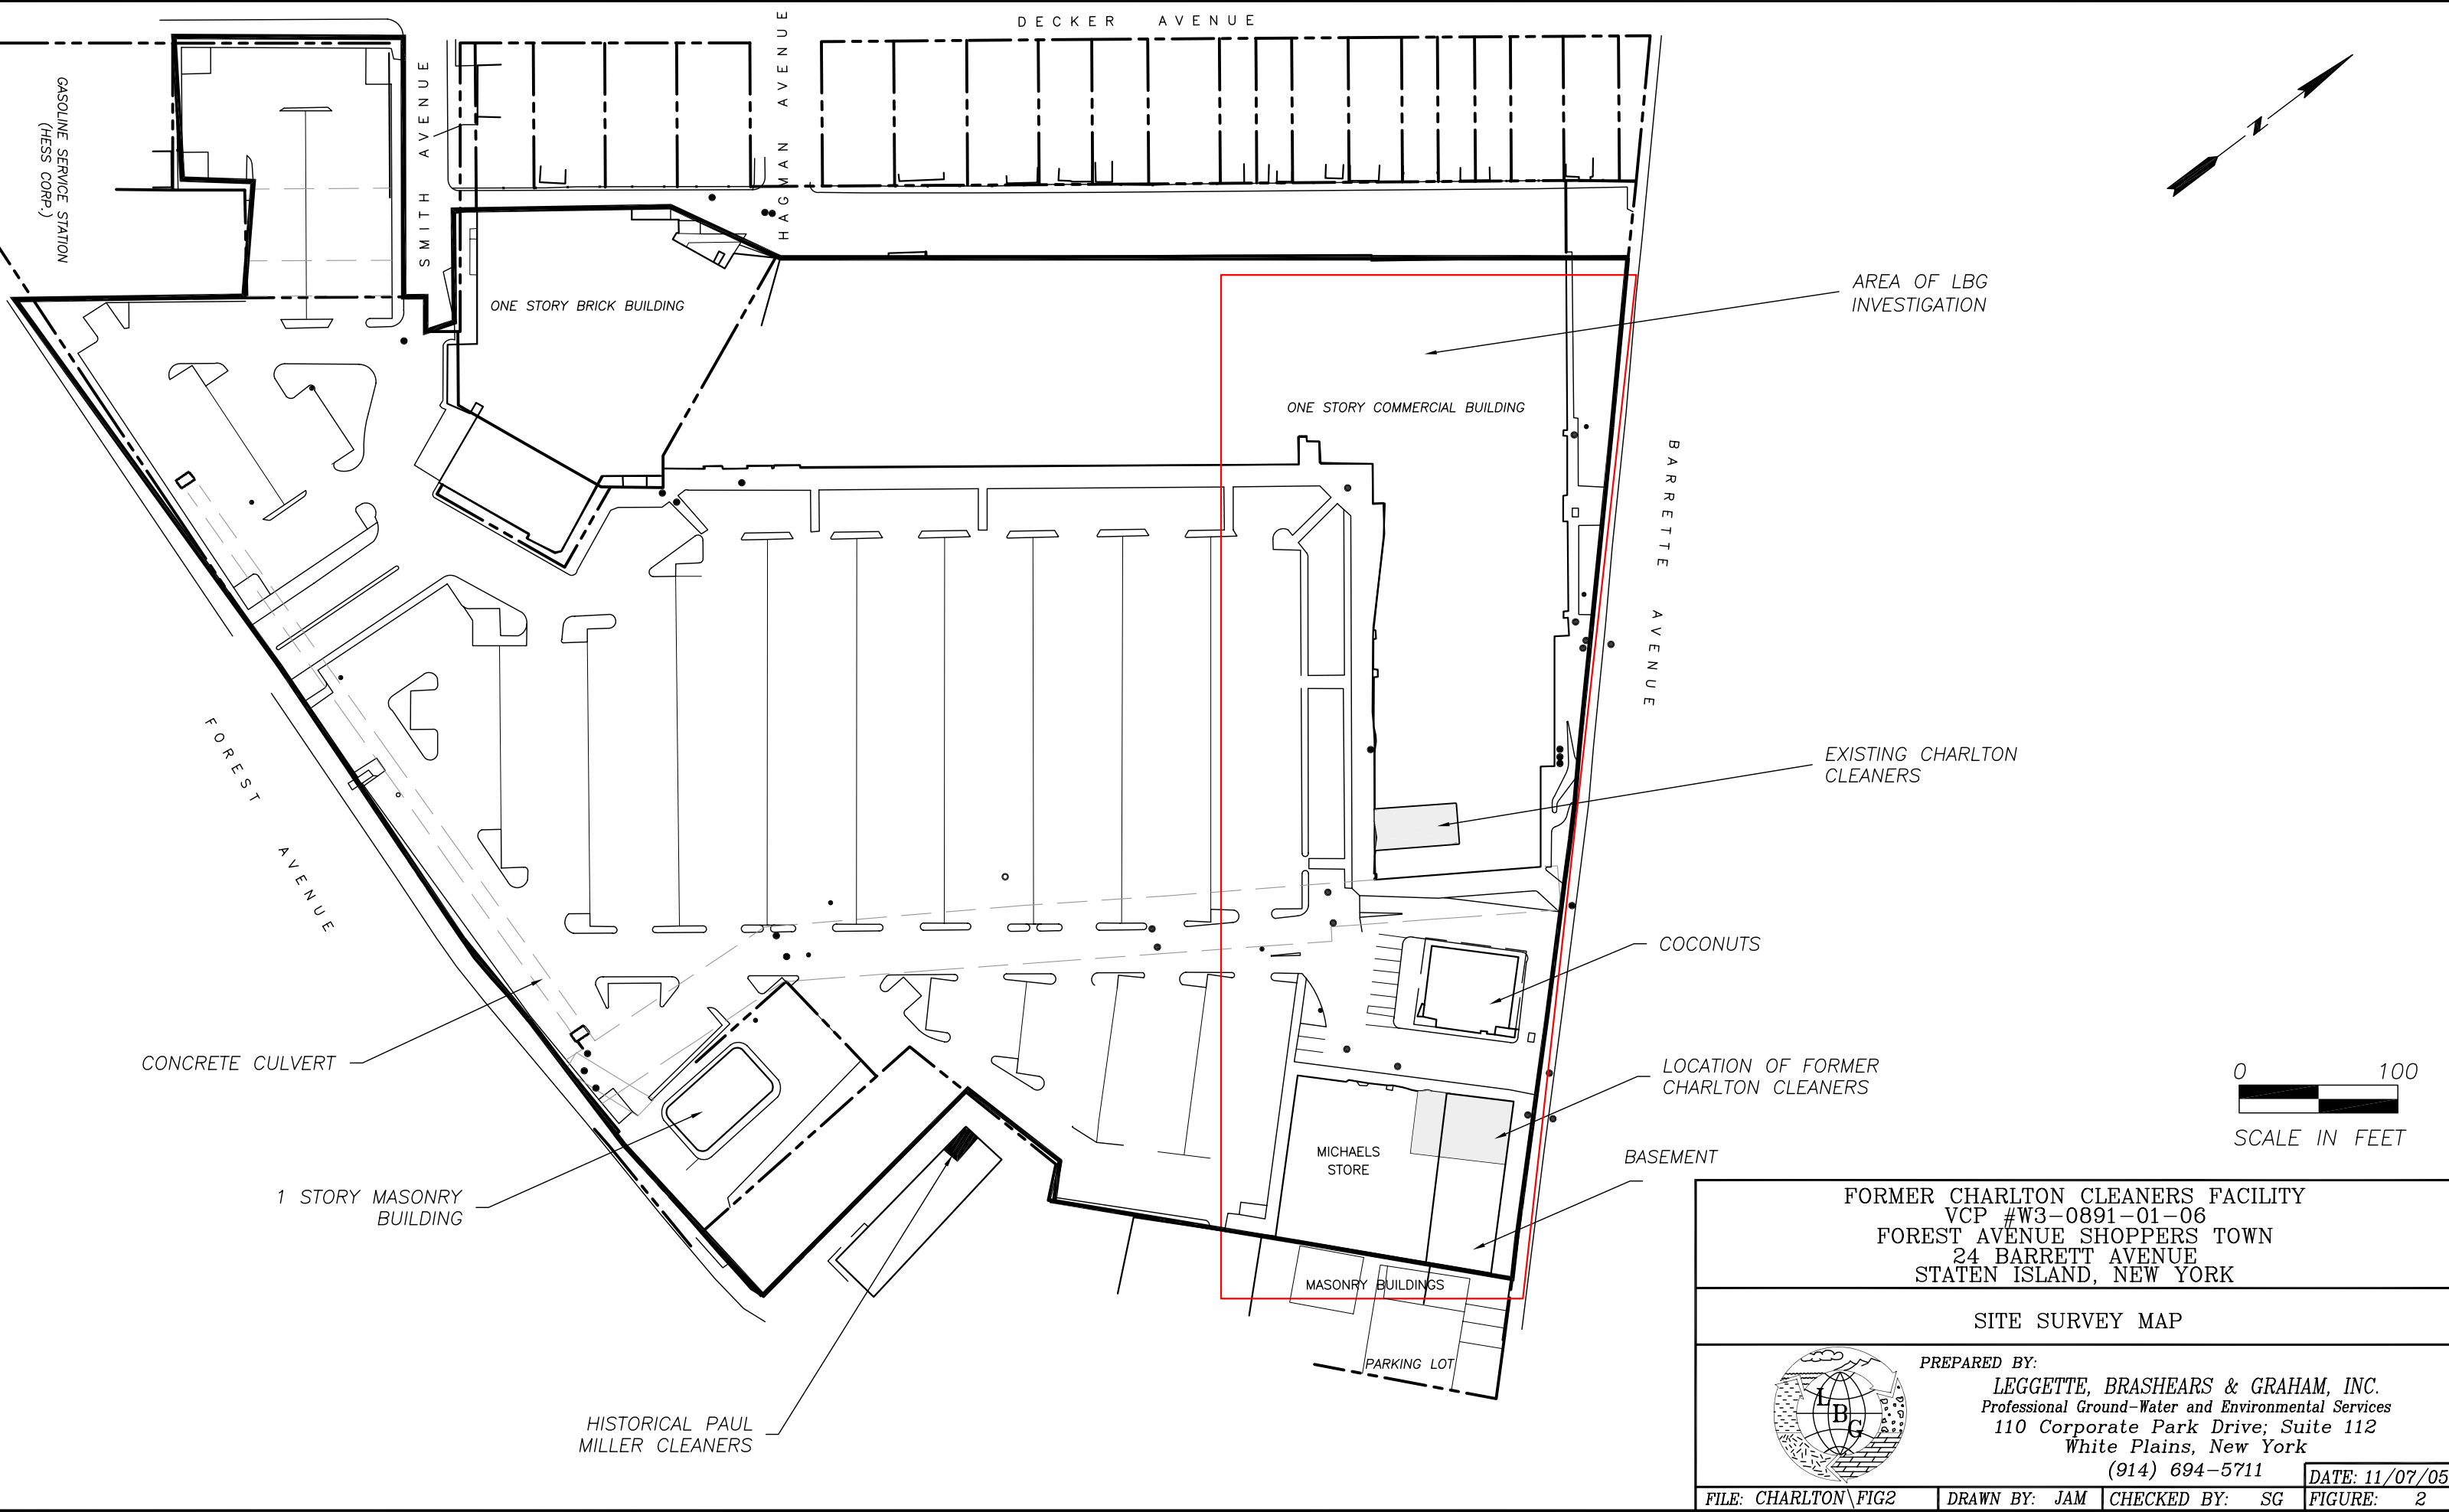 DECKER AVENUE
HAGMAN AVENUE
SMITH AVENUE
GASOLINE SERVICE STATION
(HESS CORP.)
N
ONE STORY BRICK BUILDING
AREA OF LBG
INVESTIGATION
ONE STORY COMMERCIAL BUILDING
BARRETTE AVENUE
FOREST AVENUE
EXISTING CHARLTON
CLEANERS
COCONUTS
CONCRETE CULVERT
LOCATION OF FORMER
CHARLTON CLEANERS
MICHAELS
STORE
BASEMENT
1 STORY MASONRY
BUILDING
MASONRY BUILDINGS
PARKING LOT
HISTORICAL PAUL
MILLER CLEANERS
0 100
SCALE IN FEET
FORMER CHARLTON CLEANERS FACILITY
VCP #W3-0891-01-06
FOREST AVENUE SHOPPERS TOWN
24 BARRETT AVENUE
STATEN ISLAND, NEW YORK
SITE SURVEY MAP
LBG
PREPARED BY:
LEGGETTE, BRASHEARS & GRAHAM, INC.
Professional Ground-Water and Environmental Services
110 Corporate Park Drive; Suite 112
White Plains, New York
(914) 694-5711
DATE: 11/07/05
FILE: CHARLTON\FIG2 DRAWN BY: JAM CHECKED BY: SG FIGURE: 2